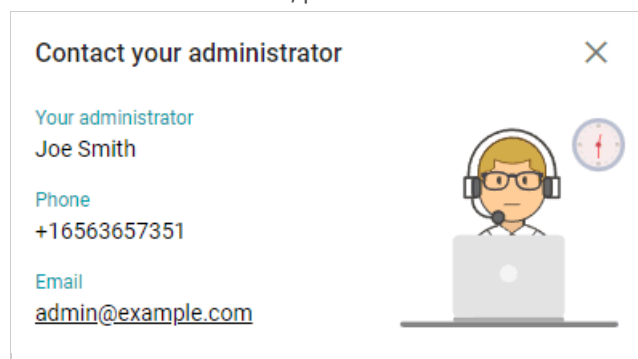 Contact your administrator
Your administrator
Joe Smith
Phone
+16563657351
Email
admin@example.com